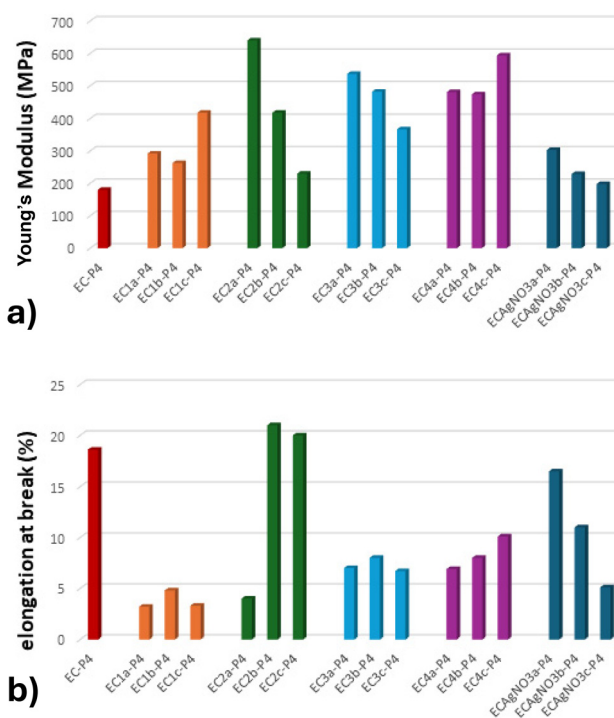 700
600
500
400
300
200
100
0
Young's Modulus (MPa)
EC-P4
EC1a-P4
EC1b-P4
EC1c-P4
EC2a-P4
EC2b-P4
EC2c-P4
EC3a-P4
EC3b-P4
EC3c-P4
EC4a-P4
EC4b-P4
EC4c-P4
ECAgNO3a-P4
ECAgNO3b-P4
ECAgNO3c-P4
a)
25
20
15
10
5
0
elongation at break (%)
EC-P4
EC1a-P4
EC1b-P4
EC1c-P4
EC2a-P4
EC2b-P4
EC2c-P4
EC3a-P4
EC3b-P4
EC3c-P4
EC4a-P4
EC4b-P4
EC4c-P4
ECAgNO3a-P4
ECAgNO3b-P4
ECAgNO3c-P4
b)